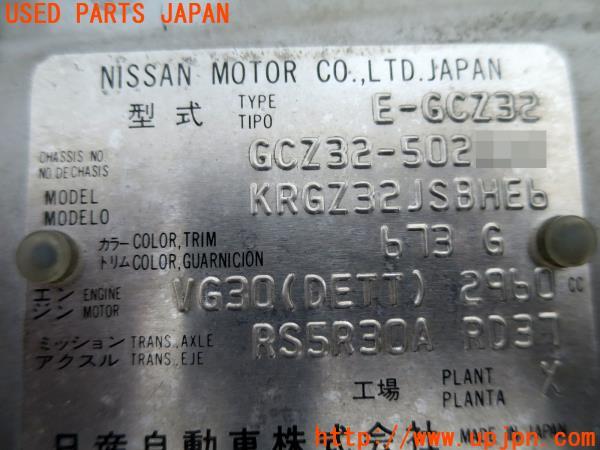 USED PARTS JAPAN
NISSAN MOTOR CO.,LTD.JAPAN
型式 TYPE TIPO E-GCZ32
CHASSIS NO. NO. DE CHASIS GCZ32-502
MODEL MODELO KRGZ32JSBHE6
カラー COLOR,TRIM トリム COLOR,GUARNICION 673 G
エンジン ENGINE MOTOR VG30(DETT) 2960 CC
ミッション TRANS.,AXLE アクスル TRANS.,EJE RS5R30A RD37
工場 PLANT PLANTA X
日産自動車株式会社 MADE IN JAPAN
UPJ www.upjpn.com